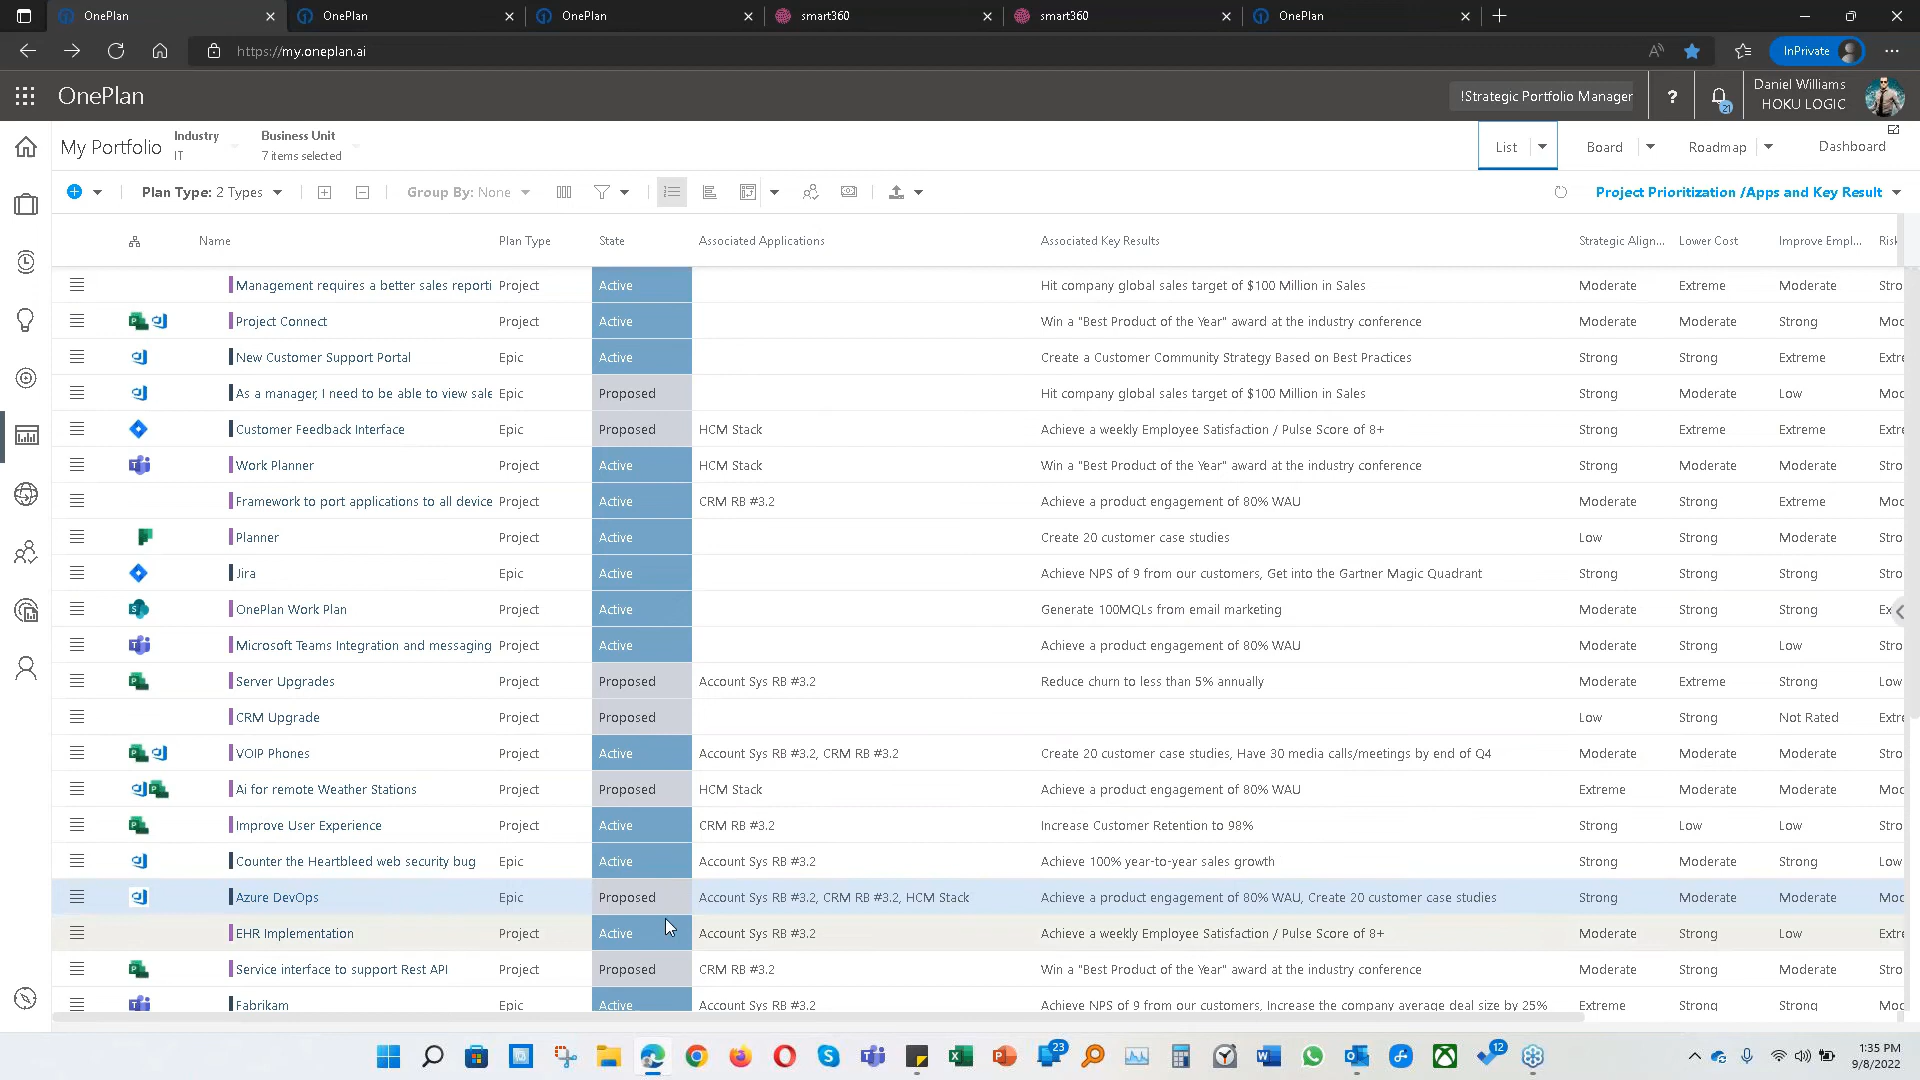 OnePlan
OnePlan
OnePlan
smart360
smart360
OnePlan
https://my.oneplan.ai
InPrivate
OnePlan
!Strategic Portfolio Manager
?
21
Daniel Williams
HOKU LOGIC
My Portfolio
Industry
IT
Business Unit
7 items selected
List
Board
Roadmap
Dashboard
Plan Type: 2 Types
Group By: None
Project Prioritization /Apps and Key Result
Name Plan Type State Associated Applications Associated Key Results Strategic Align... Lower Cost Improve Empl... Risk
Management requires a better sales reporti Project Active Hit company global sales target of $100 Million in Sales Moderate Extreme Moderate Stro
Project Connect Project Active Win a "Best Product of the Year" award at the industry conference Moderate Moderate Strong Moc
New Customer Support Portal Epic Active Create a Customer Community Strategy Based on Best Practices Strong Strong Extreme Extre
As a manager, I need to be able to view sale Epic Proposed Hit company global sales target of $100 Million in Sales Strong Moderate Low Stro
Customer Feedback Interface Epic Proposed HCM Stack Achieve a weekly Employee Satisfaction / Pulse Score of 8+ Strong Extreme Extreme Extre
Work Planner Project Active HCM Stack Win a "Best Product of the Year" award at the industry conference Strong Moderate Moderate Moc
Framework to port applications to all device Project Active CRM RB #3.2 Achieve a product engagement of 80% WAU Moderate Strong Extreme Moc
Planner Project Active Create 20 customer case studies Low Strong Moderate Stro
Jira Epic Active Achieve NPS of 9 from our customers, Get into the Gartner Magic Quadrant Strong Strong Strong Stro
OnePlan Work Plan Project Active Generate 100MQLs from email marketing Moderate Strong Strong Ex
Microsoft Teams Integration and messaging Project Active Achieve a product engagement of 80% WAU Moderate Strong Low Stro
Server Upgrades Project Proposed Account Sys RB #3.2 Reduce churn to less than 5% annually Moderate Extreme Strong Low
CRM Upgrade Project Proposed Low Strong Not Rated Extre
VOIP Phones Project Active Account Sys RB #3.2, CRM RB #3.2 Create 20 customer case studies, Have 30 media calls/meetings by end of Q4 Moderate Moderate Moderate Stro
Ai for remote Weather Stations Project Proposed HCM Stack Achieve a product engagement of 80% WAU Extreme Moderate Moderate Moc
Improve User Experience Project Active CRM RB #3.2 Increase Customer Retention to 98% Strong Low Low Stro
Counter the Heartbleed web security bug Epic Active Account Sys RB #3.2 Achieve 100% year-to-year sales growth Strong Moderate Strong Low
Azure DevOps Epic Proposed Account Sys RB #3.2, CRM RB #3.2, HCM Stack Achieve a product engagement of 80% WAU, Create 20 customer case studies Strong Moderate Moderate Moc
EHR Implementation Project Active Account Sys RB #3.2 Achieve a weekly Employee Satisfaction / Pulse Score of 8+ Moderate Strong Low Extre
Service interface to support Rest API Project Proposed CRM RB #3.2 Win a "Best Product of the Year" award at the industry conference Moderate Moderate Moderate Stro
Fabrikam Epic Active Account Sys RB #3.2 Achieve NPS of 9 from our customers, Increase the company average deal size by 25% Extreme Strong Strong Moc
23
12
1:35 PM
9/8/2022